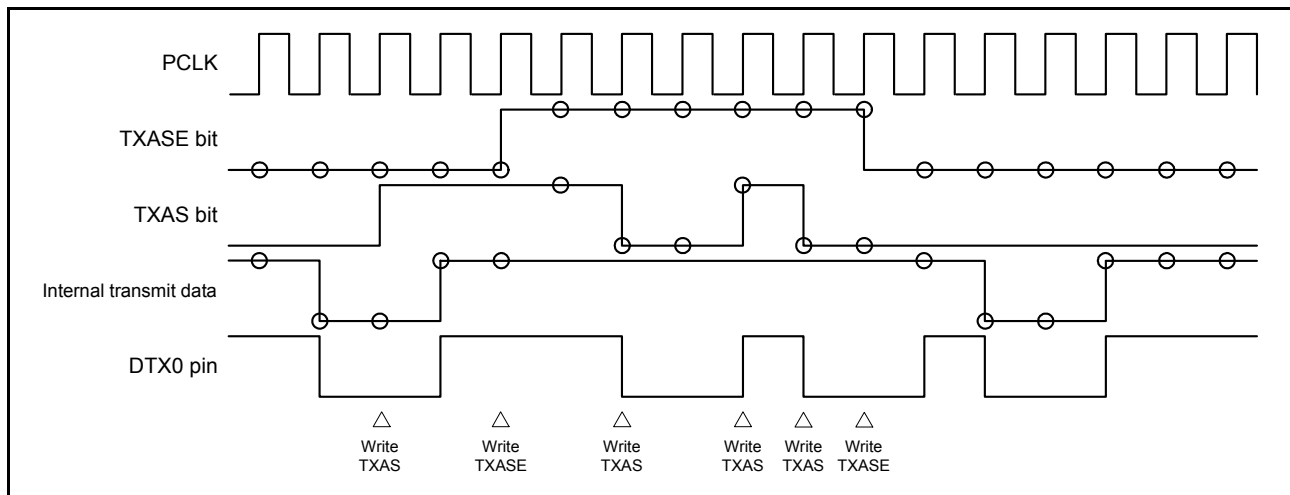 PCLK
TXASE bit
TXAS bit
Internal transmit data
DTX0 pin
Write
TXAS
Write
TXASE
Write
TXAS
Write
TXAS
Write
TXAS
Write
TXASE